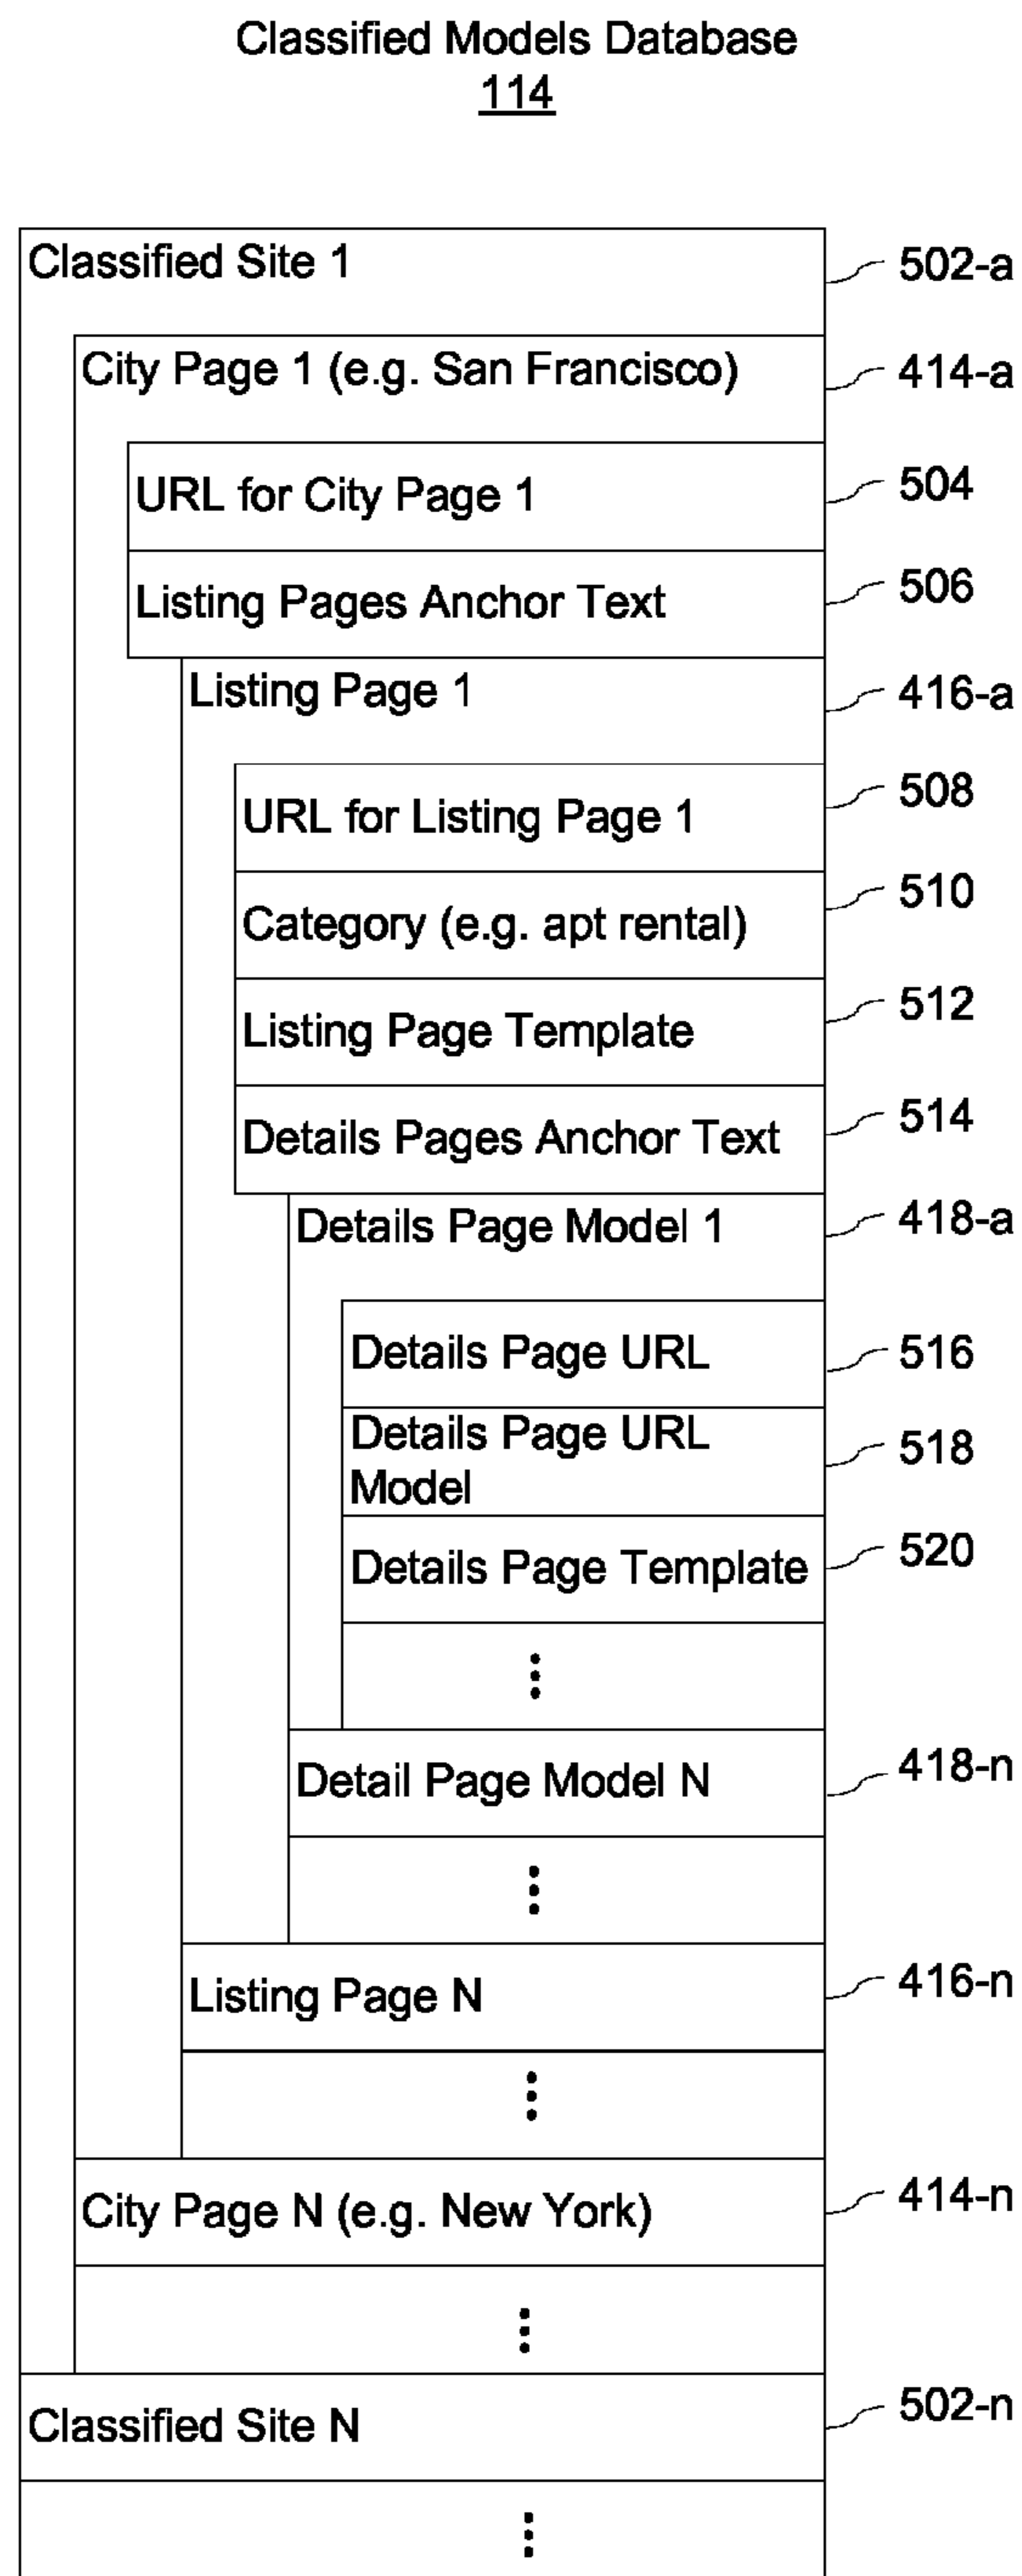 Classified Models Database
114
Classified Site 1
502-a
City Page 1 (e.g. San Francisco)
414-a
URL for City Page 1
504
Listing Pages Anchor Text
506
Listing Page 1
416-a
URL for Listing Page 1
508
Category (e.g. apt rental)
510
Listing Page Template
512
Details Pages Anchor Text
514
Details Page Model 1
418-a
Details Page URL
516
Details Page URL
Model
518
Details Page Template
520
Detail Page Model N
418-n
Listing Page N
416-n
City Page N (e.g. New York)
414-n
Classified Site N
502-n